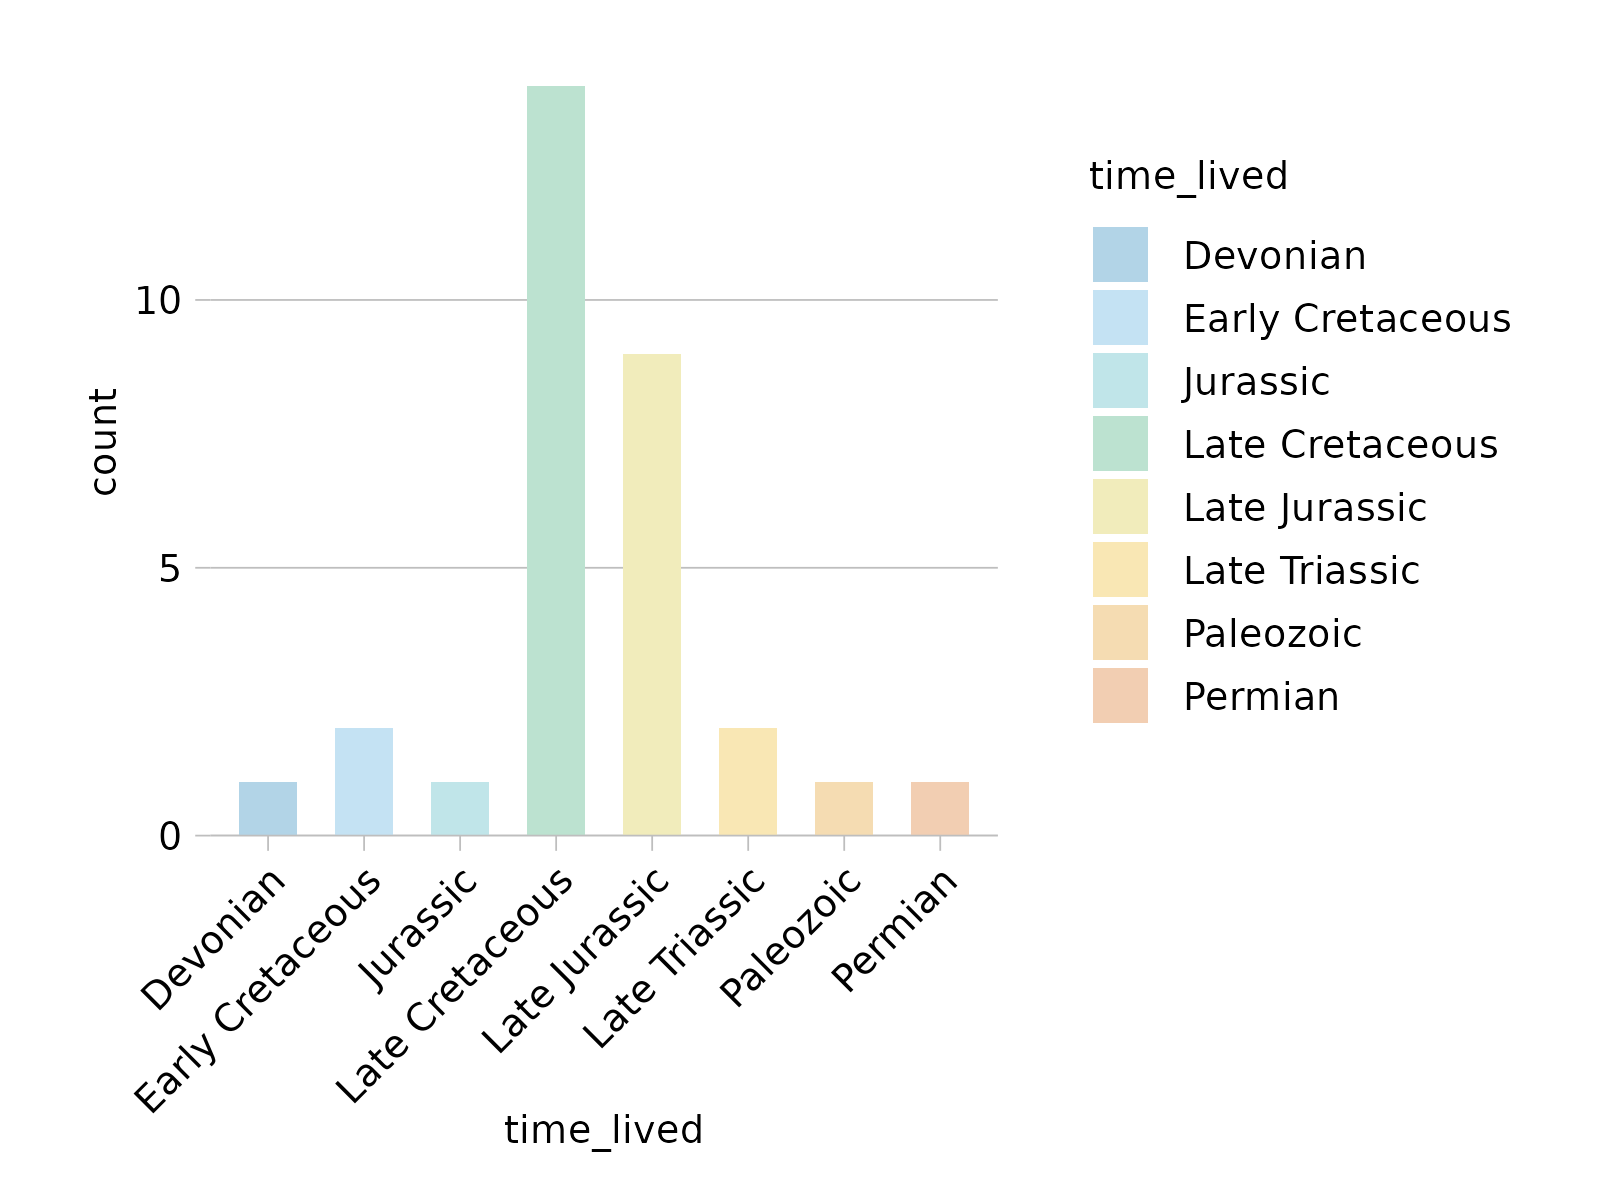 count
10
5
0
Devonian
Early Cretaceous
Jurassic
Late Cretaceous
Late Jurassic
Late Triassic
Paleozoic
Permian
time_lived
time_lived
Devonian
Early Cretaceous
Jurassic
Late Cretaceous
Late Jurassic
Late Triassic
Paleozoic
Permian